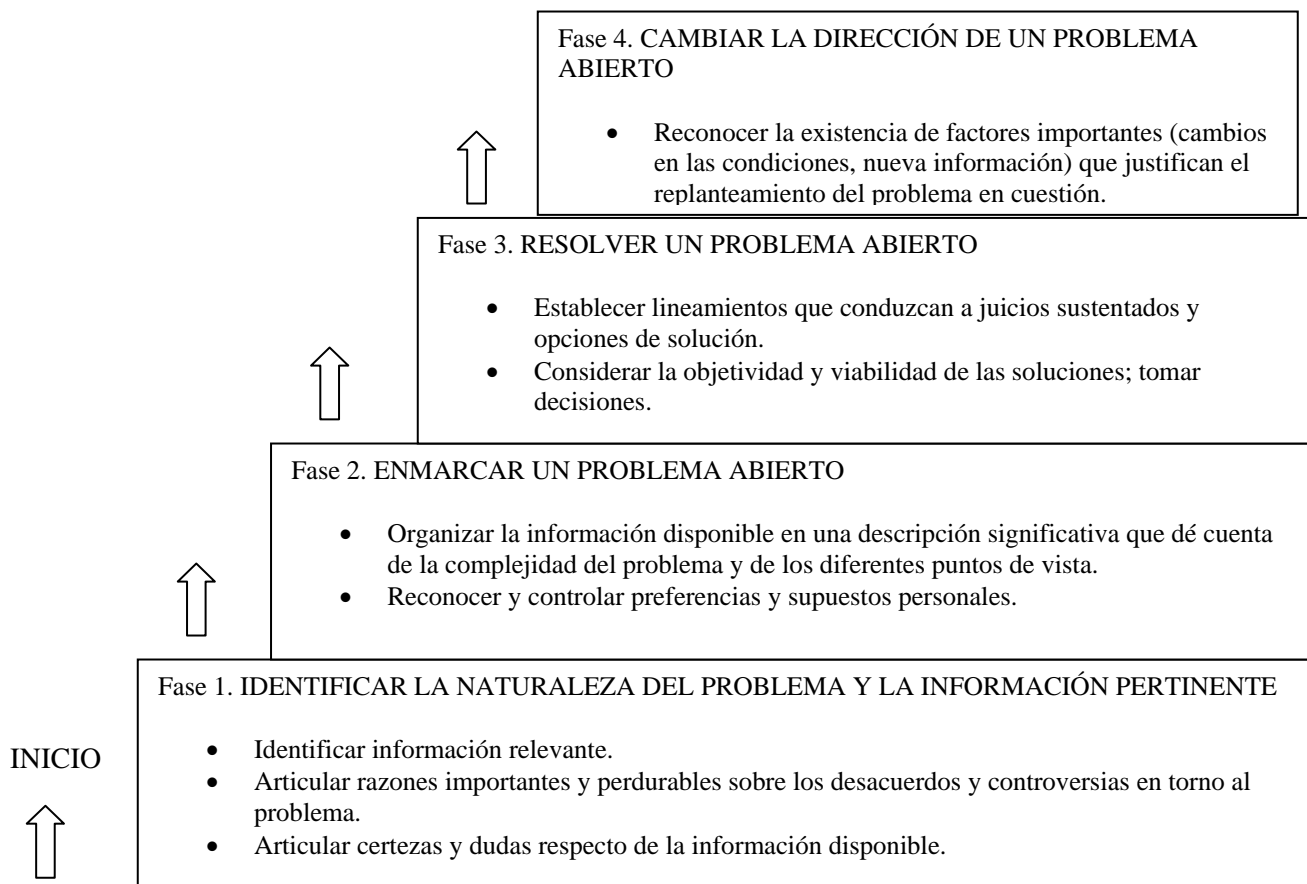 Fase 4. CAMBIAR LA DIRECCIÓN DE UN PROBLEMA
ABIERTO
• Reconocer la existencia de factores importantes (cambios
en las condiciones, nueva información) que justifican el
replanteamiento del problema en cuestión.
Fase 3. RESOLVER UN PROBLEMA ABIERTO
• Establecer lineamientos que conduzcan a juicios sustentados y
opciones de solución.
• Considerar la objetividad y viabilidad de las soluciones; tomar
decisiones.
Fase 2. ENMARCAR UN PROBLEMA ABIERTO
• Organizar la información disponible en una descripción significativa que dé cuenta
de la complejidad del problema y de los diferentes puntos de vista.
• Reconocer y controlar preferencias y supuestos personales.
Fase 1. IDENTIFICAR LA NATURALEZA DEL PROBLEMA Y LA INFORMACIÓN PERTINENTE
INICIO
• Identificar información relevante.
• Articular razones importantes y perdurables sobre los desacuerdos y controversias en torno al
problema.
• Articular certezas y dudas respecto de la información disponible.